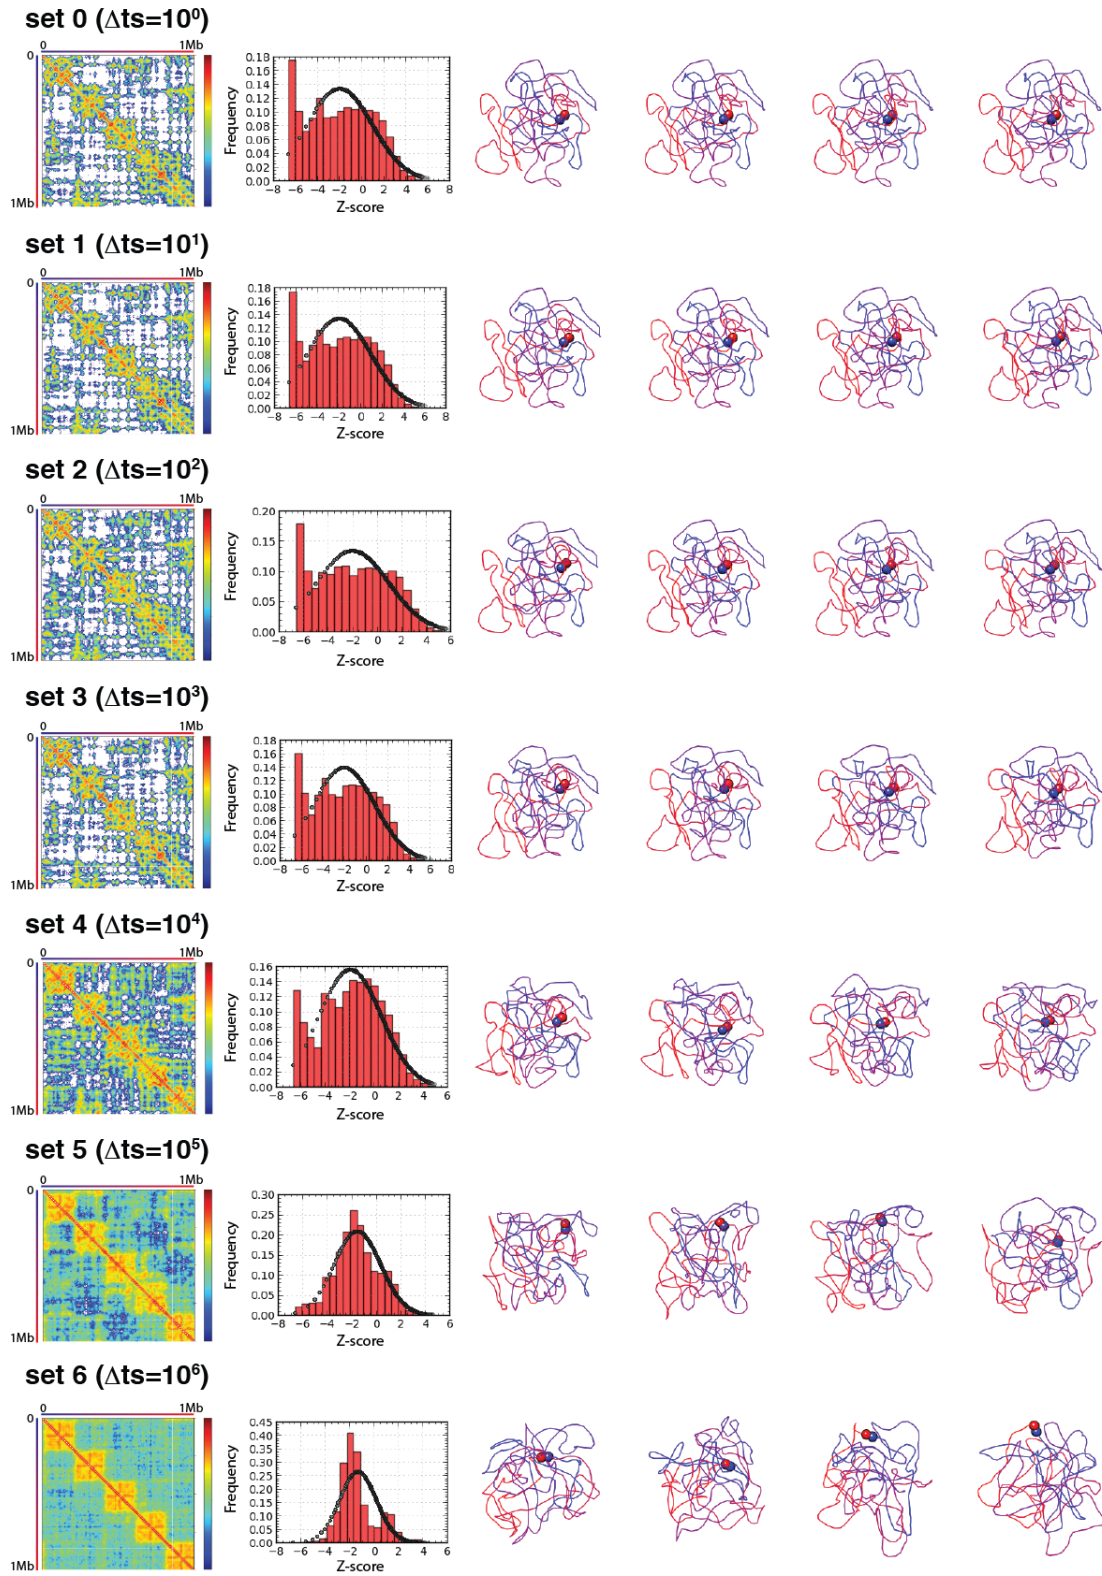 set 0 (Δts=10⁰)
0 1Mb
0
1Mb
Frequency
0.18
0.16
0.14
0.12
0.10
0.08
0.06
0.04
0.02
0.00
−8 −6 −4 −2 0 2 4 6 8
Z-score
set 1 (Δts=10¹)
0 1Mb
0
1Mb
Frequency
0.18
0.16
0.14
0.12
0.10
0.08
0.06
0.04
0.02
0.00
−8 −6 −4 −2 0 2 4 6 8
Z-score
set 2 (Δts=10²)
0 1Mb
0
1Mb
Frequency
0.20
0.15
0.10
0.05
0.00
−8 −6 −4 −2 0 2 4 6
Z-score
set 3 (Δts=10³)
0 1Mb
0
1Mb
Frequency
0.18
0.16
0.14
0.12
0.10
0.08
0.06
0.04
0.02
0.00
−8 −6 −4 −2 0 2 4 6 8
Z-score
set 4 (Δts=10⁴)
0 1Mb
0
1Mb
Frequency
0.16
0.14
0.12
0.10
0.08
0.06
0.04
0.02
0.00
−8 −6 −4 −2 0 2 4 6
Z-score
set 5 (Δts=10⁵)
0 1Mb
0
1Mb
Frequency
0.30
0.25
0.20
0.15
0.10
0.05
0.00
−8 −6 −4 −2 0 2 4 6
Z-score
set 6 (Δts=10⁶)
0 1Mb
0
1Mb
Frequency
0.45
0.40
0.35
0.30
0.25
0.20
0.15
0.10
0.05
0.00
−8 −6 −4 −2 0 2 4 6
Z-score